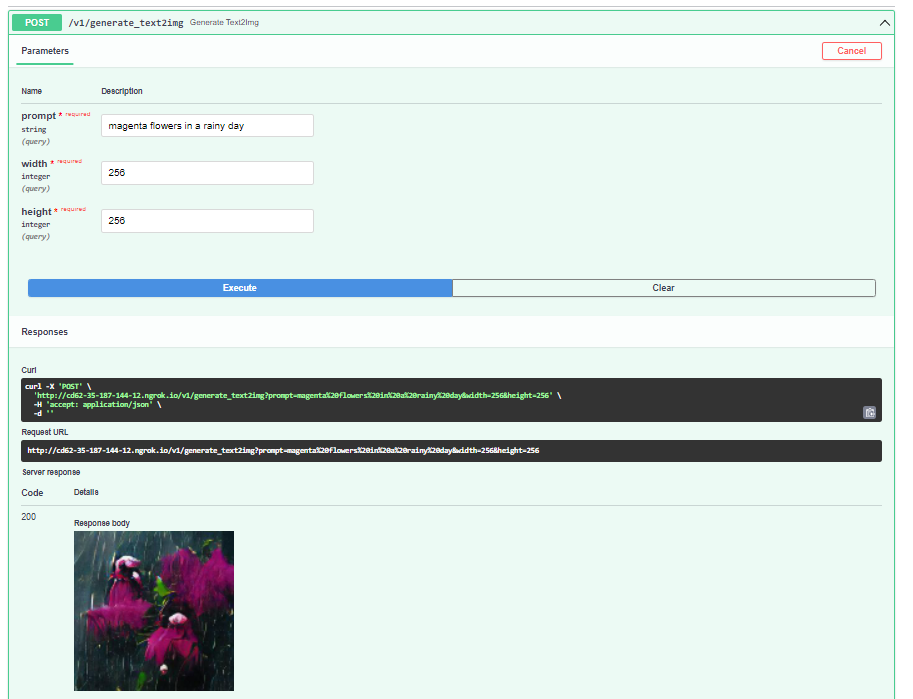 POST /v1/generate_text2img Generate Text2Img
Parameters
Cancel
Name Description
prompt * required
string
(query)
magenta flowers in a rainy day
width * required
integer
(query)
256
height * required
integer
(query)
256
Execute Clear
Responses
Curl
curl -X 'POST' \
'http://cd62-35-187-144-12.ngrok.io/v1/generate_text2img?prompt=magenta%20flowers%20in%20a%20rainy%20day&width=256&height=256' \
-H 'accept: application/json' \
-d ''
Request URL
http://cd62-35-187-144-12.ngrok.io/v1/generate_text2img?prompt=magenta%20flowers%20in%20a%20rainy%20day&width=256&height=256
Server response
Code Details
200
Response body